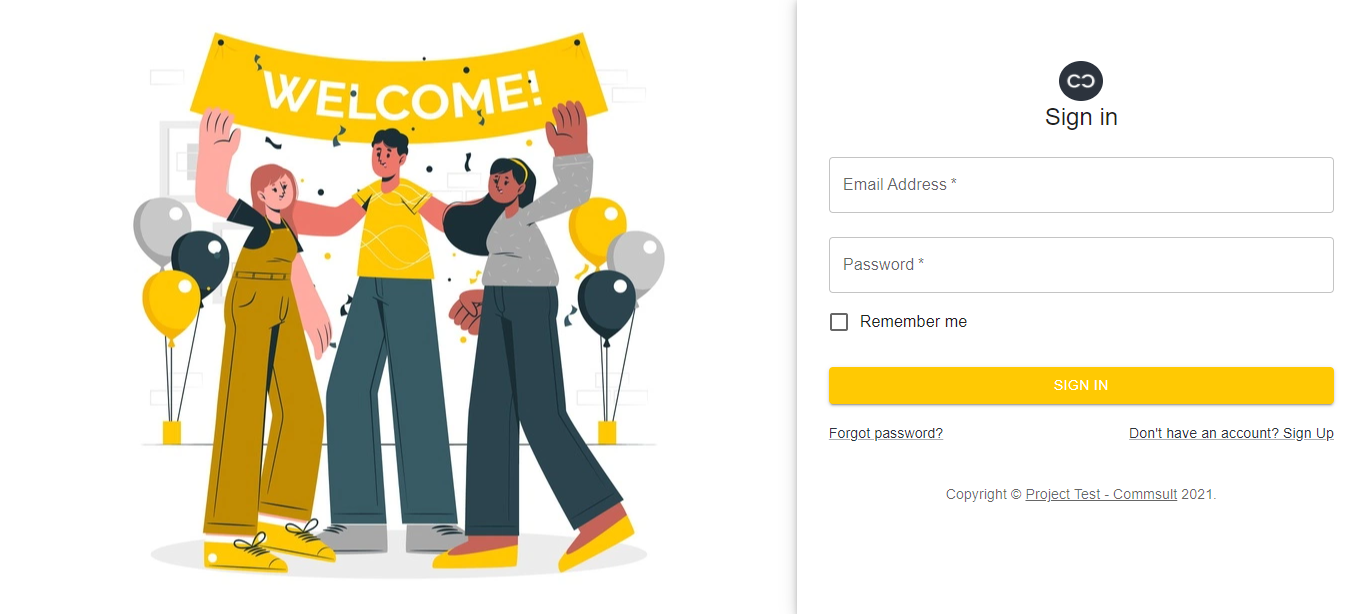 WELCOME!
Sign in
Email Address *
Password *
Remember me
SIGN IN
Forgot password?
Don't have an account? Sign Up
Copyright © Project Test - Commsult 2021.